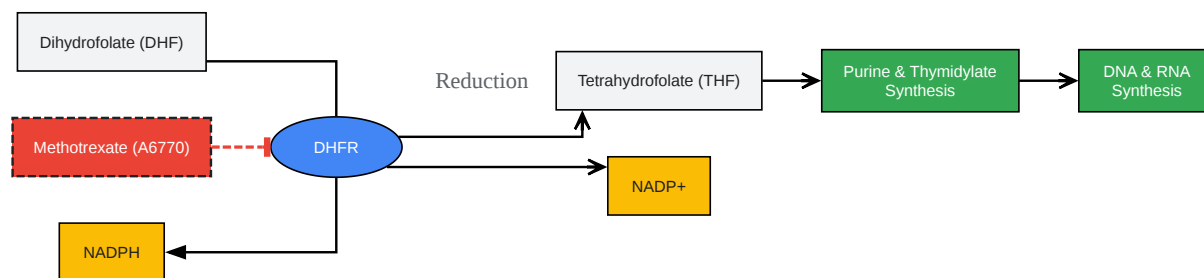 Dihydrofolate (DHF)
Reduction
Tetrahydrofolate (THF)
Purine & Thymidylate
Synthesis
DNA & RNA
Synthesis
Methotrexate (A6770)
DHFR
NADP+
NADPH